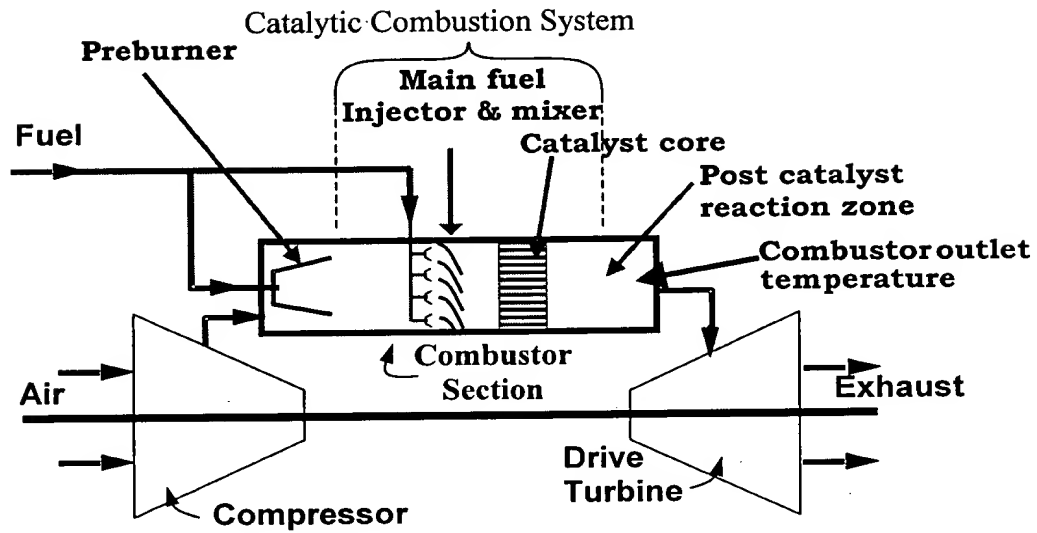 Catalytic Combustion System
Preburner
Main fuel
Injector & mixer
Fuel
Catalyst core
Post catalyst
reaction zone
Combustor outlet
temperature
Combustor
Section
Air
Exhaust
Drive
Turbine
Compressor